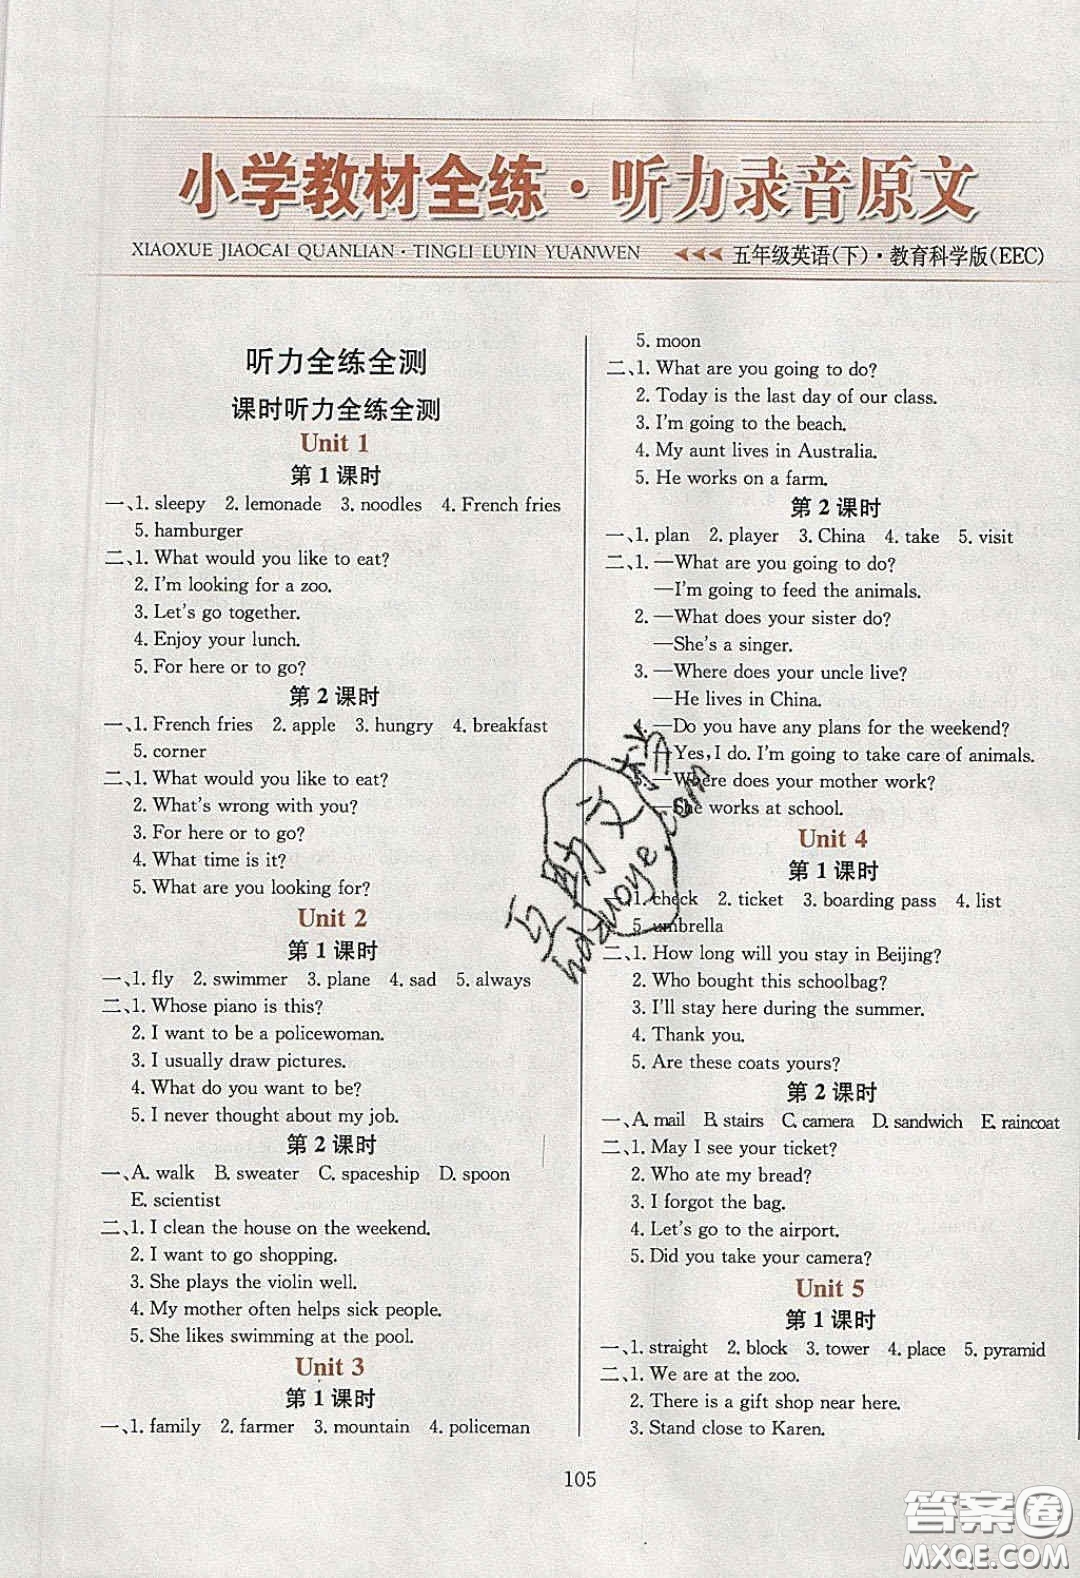 小学教材全练·听力录音原文
XIAOXUE JIAOCAI QUANLIAN·TINGLI LUYIN YUANWEN
五年级英语(下)·教育科学版(EEC)
听力全练全测
课时听力全练全测
Unit 1
第1课时
一、1. sleepy 2. lemonade 3. noodles 4. French fries
5. hamburger
二、1. What would you like to eat?
2. I'm looking for a zoo.
3. Let's go together.
4. Enjoy your lunch.
5. For here or to go?
第2课时
一、1. French fries 2. apple 3. hungry 4. breakfast
5. corner
二、1. What would you like to eat?
2. What's wrong with you?
3. For here or to go?
4. What time is it?
5. What are you looking for?
Unit 2
第1课时
一、1. fly 2. swimmer 3. plane 4. sad 5. always
二、1. Whose piano is this?
2. I want to be a policewoman.
3. I usually draw pictures.
4. What do you want to be?
5. I never thought about my job.
第2课时
一、A. walk B. sweater C. spaceship D. spoon
E. scientist
二、1. I clean the house on the weekend.
2. I want to go shopping.
3. She plays the violin well.
4. My mother often helps sick people.
5. She likes swimming at the pool.
Unit 3
第1课时
一、1. family 2. farmer 3. mountain 4. policeman
5. moon
二、1. What are you going to do?
2. Today is the last day of our class.
3. I'm going to the beach.
4. My aunt lives in Australia.
5. He works on a farm.
第2课时
一、1. plan 2. player 3. China 4. take 5. visit
二、1. —What are you going to do?
—I'm going to feed the animals.
2. —What does your sister do?
—She's a singer.
3. —Where does your uncle live?
—He lives in China.
4. —Do you have any plans for the weekend?
—Yes, I do. I'm going to take care of animals.
5. —Where does your mother work?
—She works at school.
Unit 4
第1课时
一、1. check 2. ticket 3. boarding pass 4. list
5. umbrella
二、1. How long will you stay in Beijing?
2. Who bought this schoolbag?
3. I'll stay here during the summer.
4. Thank you.
5. Are these coats yours?
第2课时
一、A. mail B. stairs C. camera D. sandwich E. raincoat
二、1. May I see your ticket?
2. Who ate my bread?
3. I forgot the bag.
4. Let's go to the airport.
5. Did you take your camera?
Unit 5
第1课时
一、1. straight 2. block 3. tower 4. place 5. pyramid
二、1. We are at the zoo.
2. There is a gift shop near here.
3. Stand close to Karen.
105
互助文件
huzuoye.com
答案圈
MXQE.COM